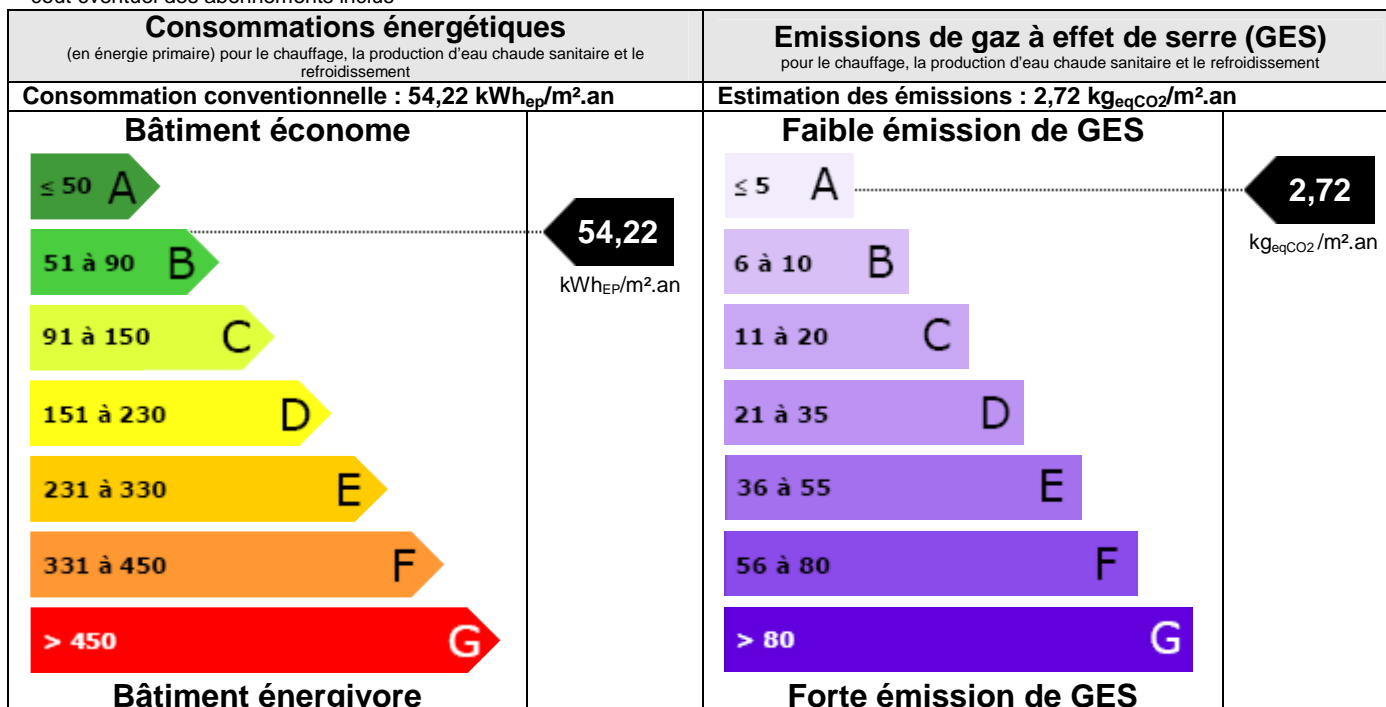 coût éventuel des abonnements inclus
Consommations énergétiques
(en énergie primaire) pour le chauffage, la production d'eau chaude sanitaire et le
refroidissement
Consommation conventionnelle : 54,22 kWhep/m².an
Bâtiment économe
≤ 50 A
51 à 90 B
91 à 150 C
151 à 230 D
231 à 330 E
331 à 450 F
> 450 G
Bâtiment énergivore
54,22
kWhEP/m².an
Emissions de gaz à effet de serre (GES)
pour le chauffage, la production d'eau chaude sanitaire et le refroidissement
Estimation des émissions : 2,72 kgeqCO2/m².an
Faible émission de GES
≤ 5 A
6 à 10 B
11 à 20 C
21 à 35 D
36 à 55 E
56 à 80 F
> 80 G
Forte émission de GES
2,72
kgeqCO2/m².an